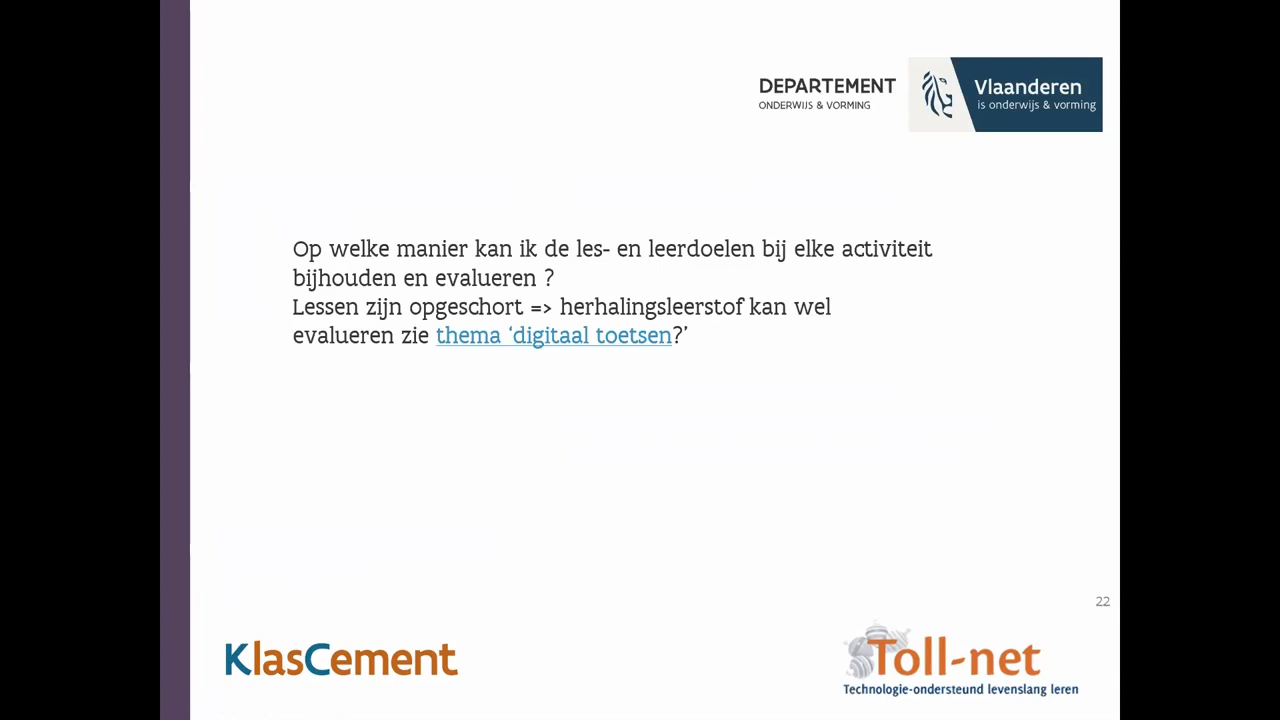 DEPARTEMENT
ONDERWIJS & VORMING
Vlaanderen
is onderwijs & vorming
Op welke manier kan ik de les- en leerdoelen bij elke activiteit
bijhouden en evalueren ?
Lessen zijn opgeschort => herhalingsleerstof kan wel
evalueren zie thema ‘digitaal toetsen?’
22
KlasCement
Toll-net
Technologie-ondersteund levenslang leren